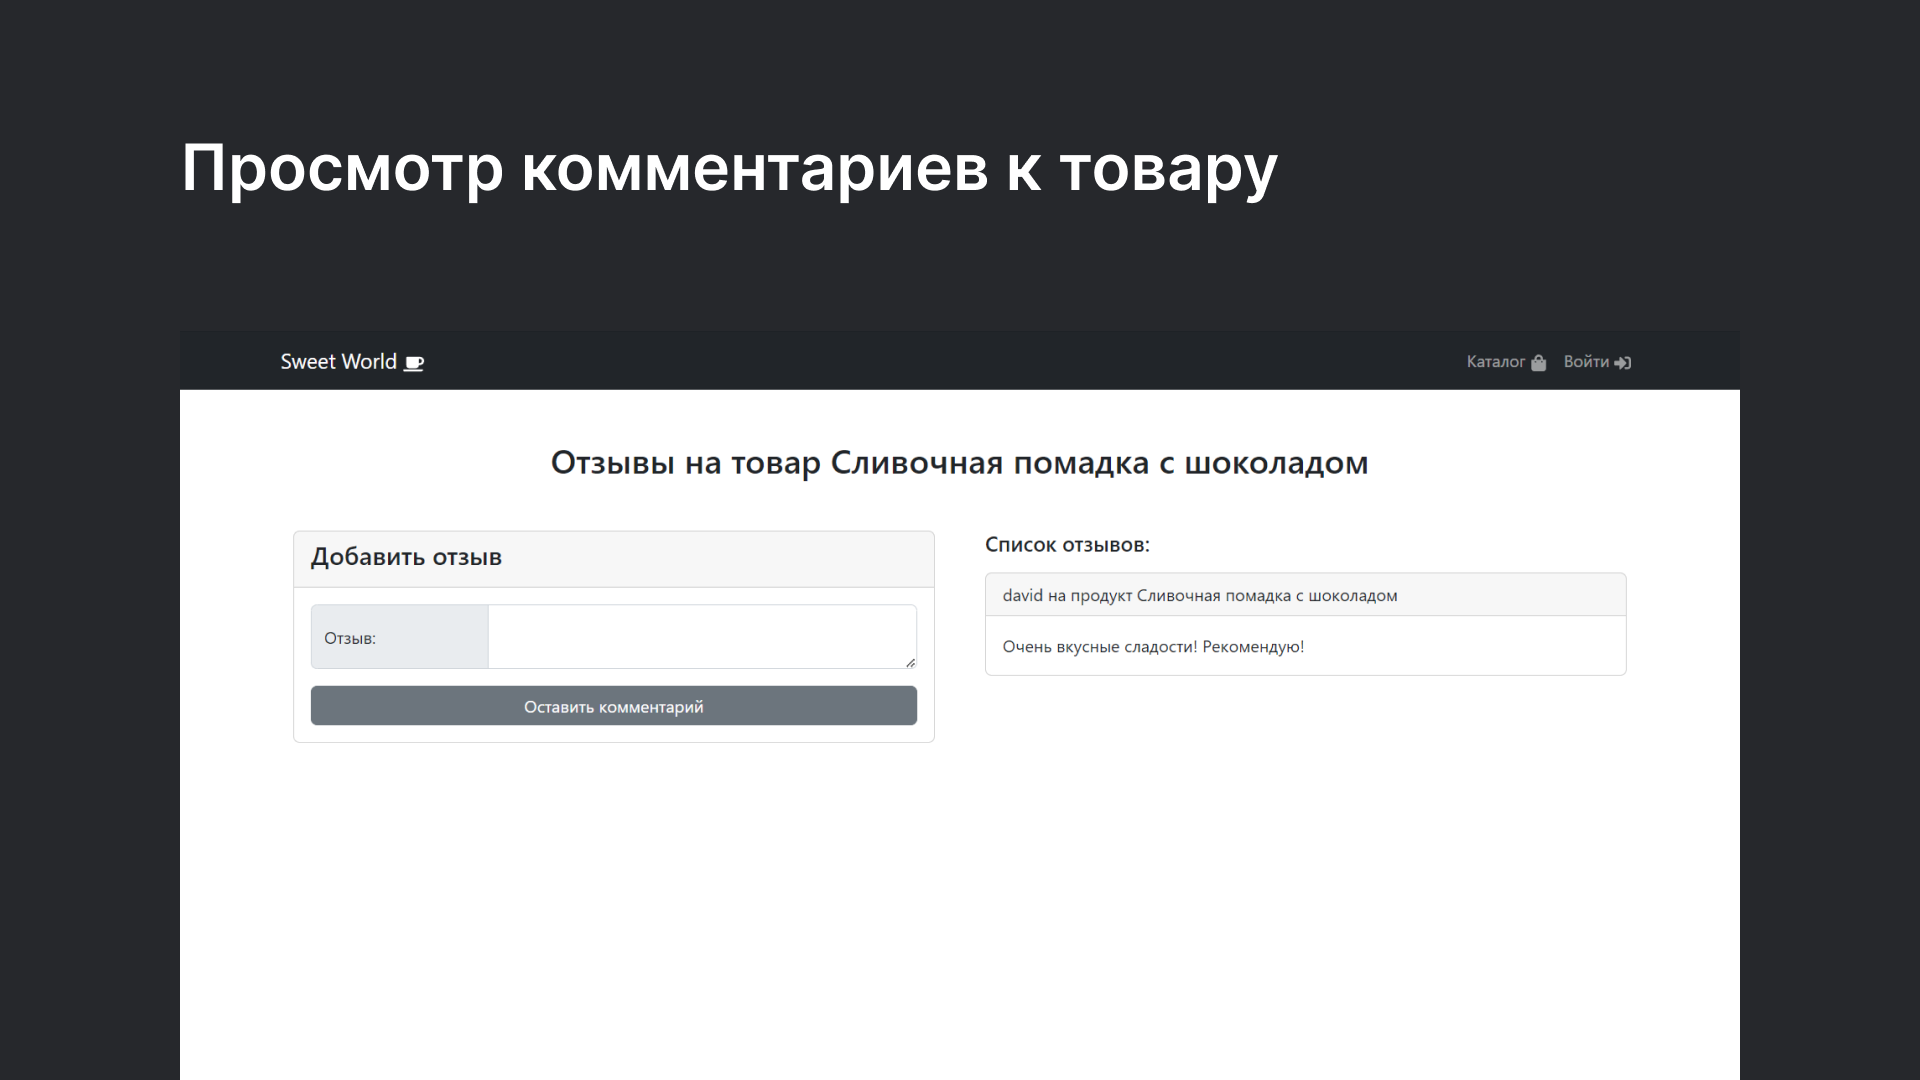 Просмотр комментариев к товару
Sweet World
Каталог
Войти
Отзывы на товар Сливочная помадка с шоколадом
Добавить отзыв
Отзыв:
Оставить комментарий
Список отзывов:
david на продукт Сливочная помадка с шоколадом
Очень вкусные сладости! Рекомендую!